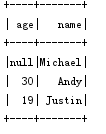 +----+-------+
| age|   name|
+----+-------+
|null|Michael|
|  30|   Andy|
|  19| Justin|
+----+-------+